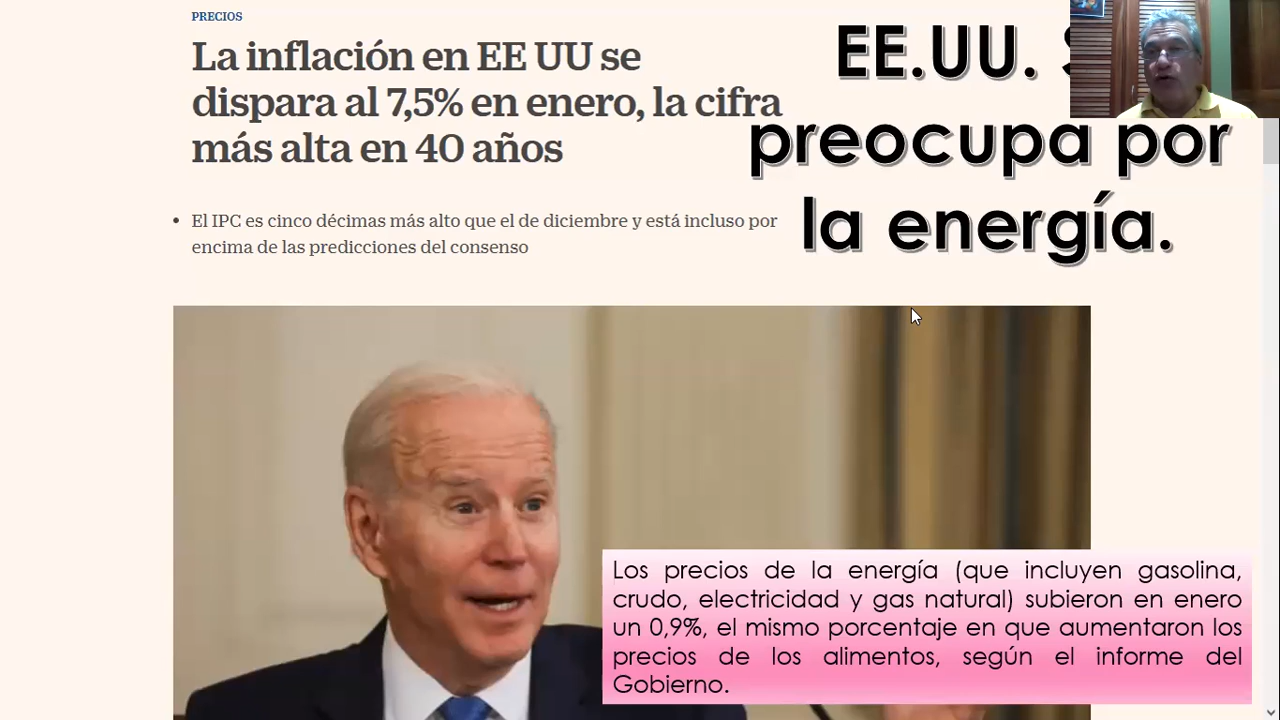 PRECIOS
La inflación en EE UU se
dispara al 7,5% en enero, la cifra
más alta en 40 años
• El IPC es cinco décimas más alto que el de diciembre y está incluso por
encima de las predicciones del consenso
EE.UU.
preocupa por
la energía.
Los precios de la energía (que incluyen gasolina,
crudo, electricidad y gas natural) subieron en enero
un 0,9%, el mismo porcentaje en que aumentaron los
precios de los alimentos, según el informe del
Gobierno.